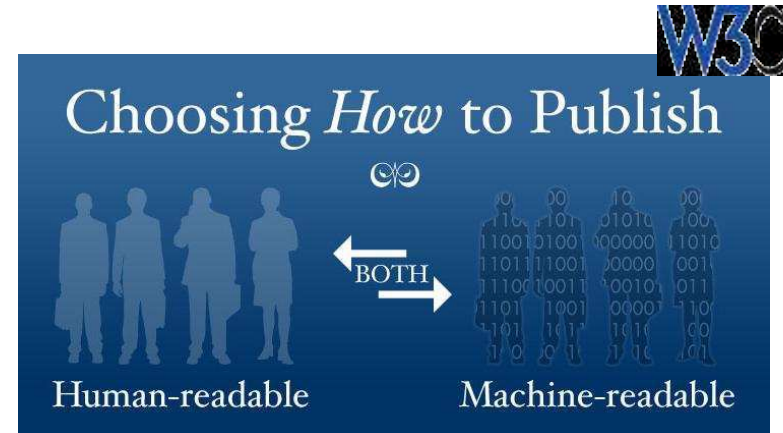 W3C
Choosing How to Publish
BOTH
Human-readable
Machine-readable